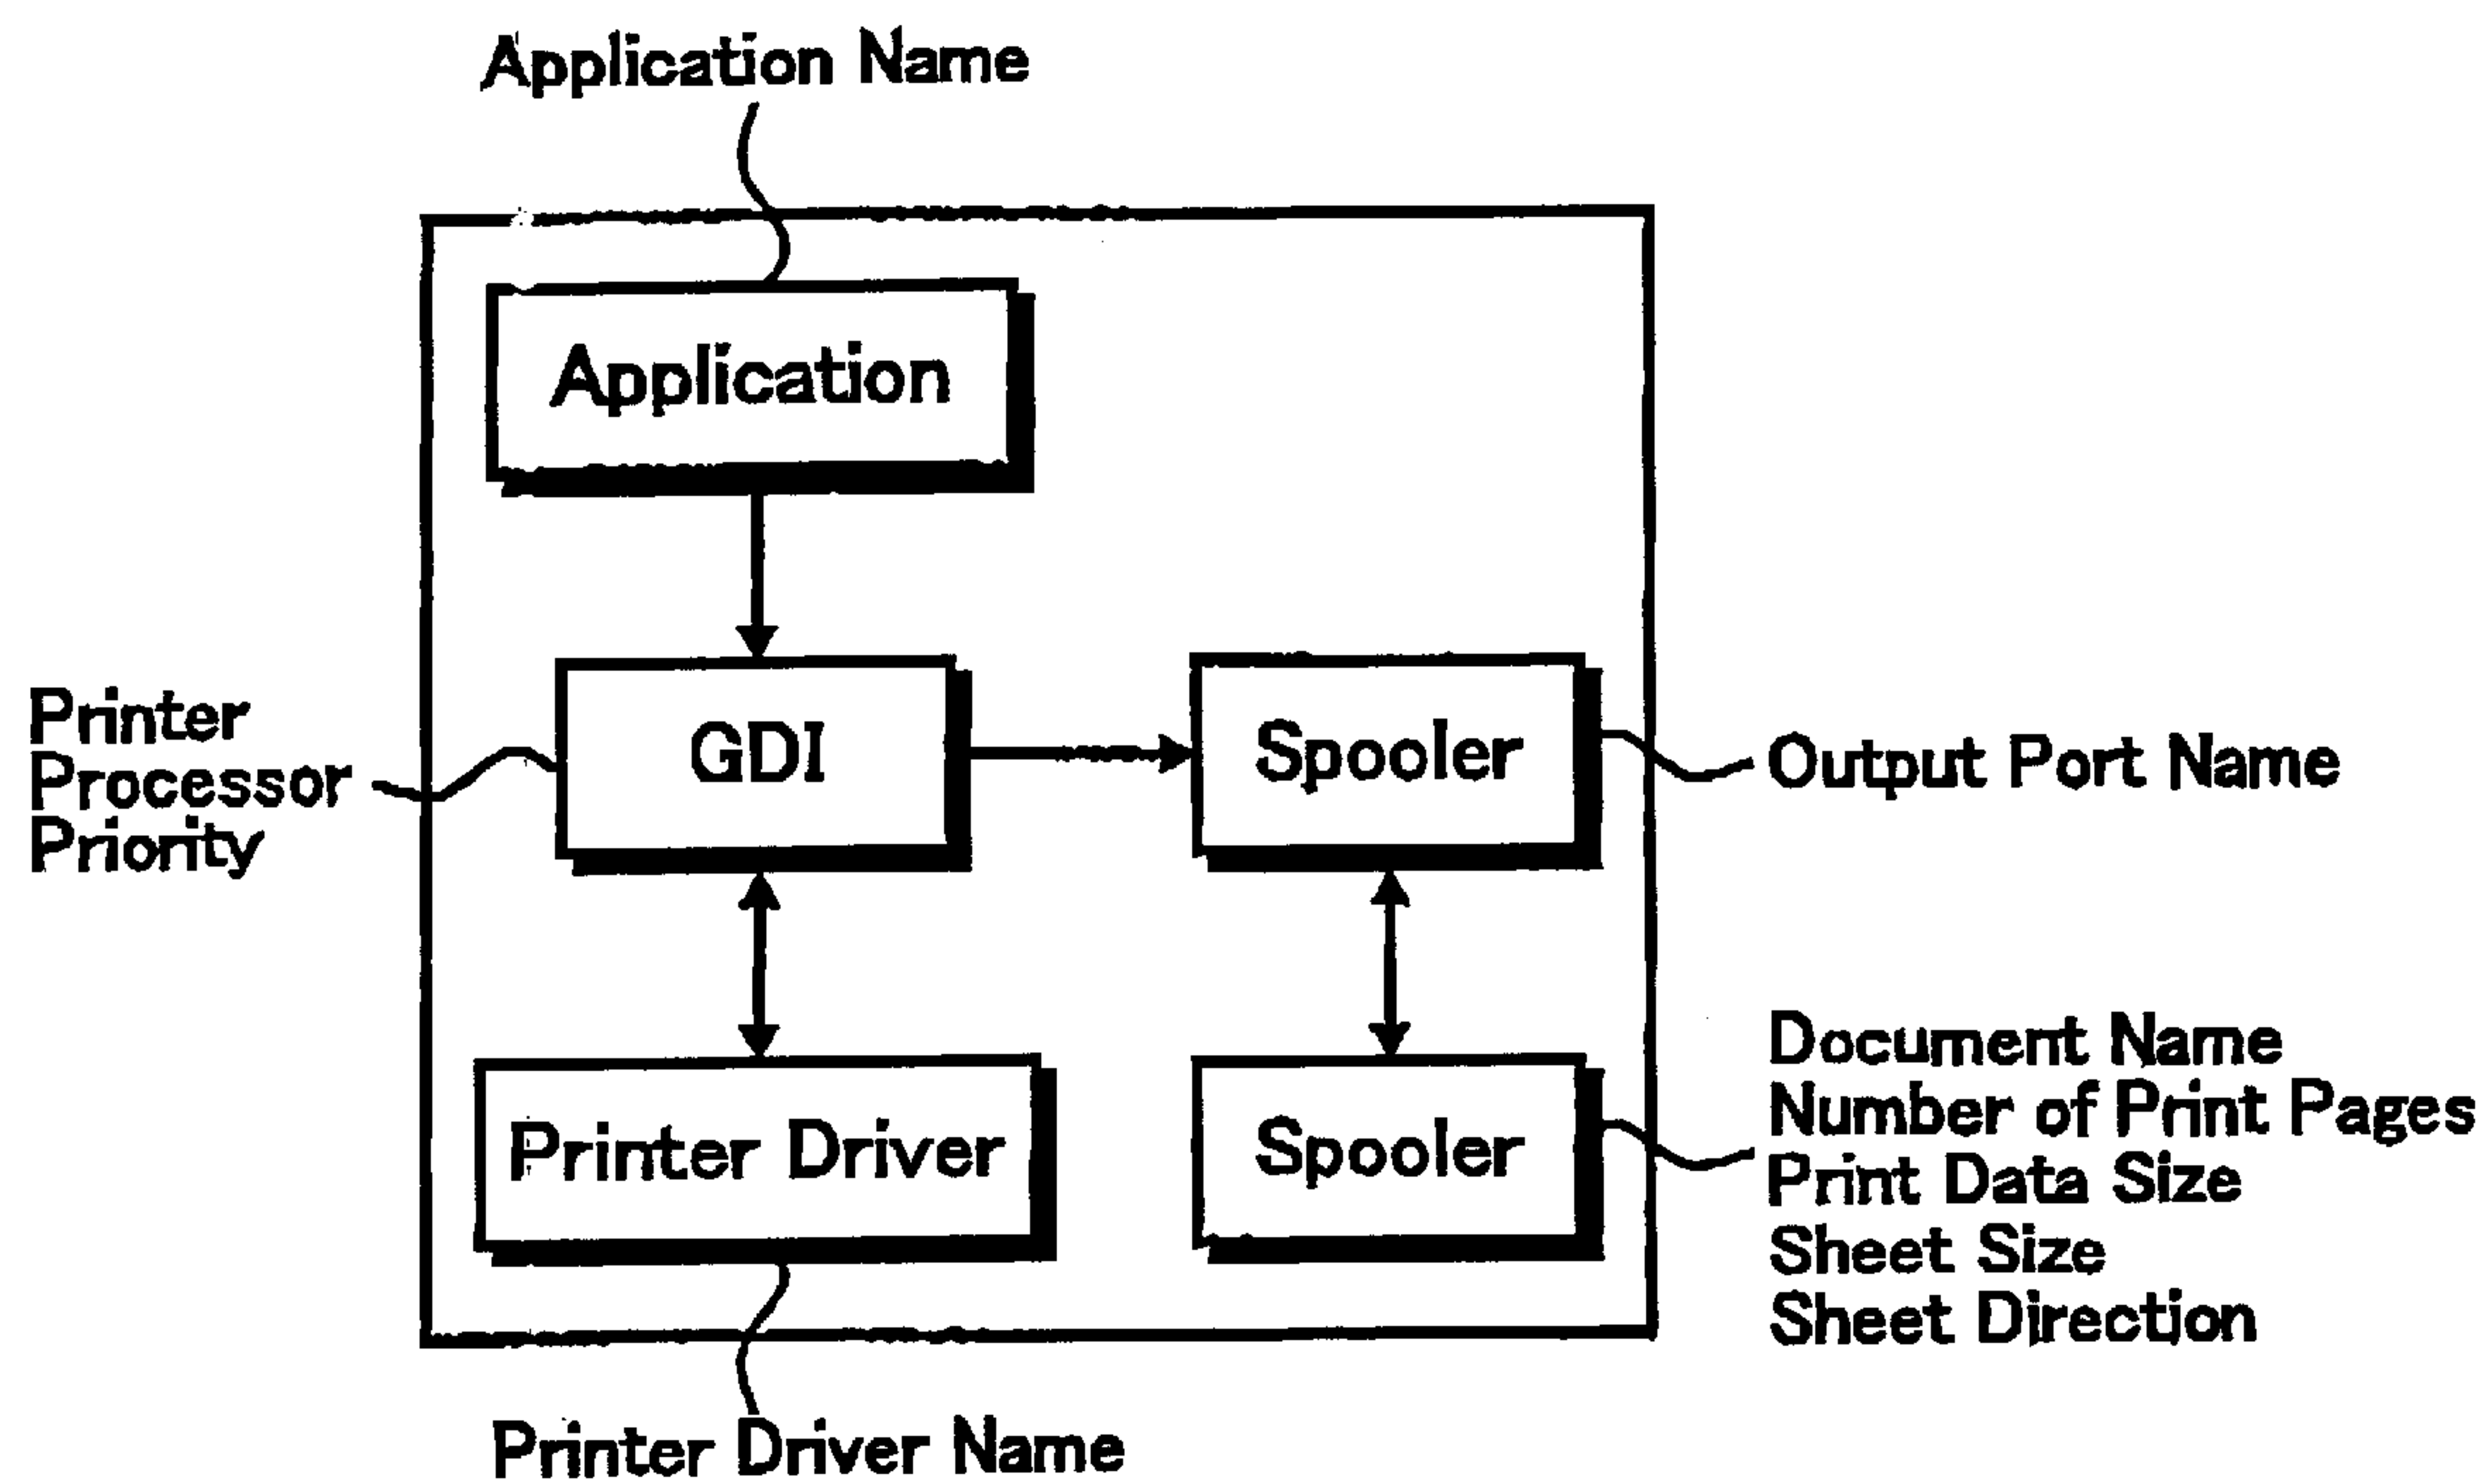 Application Name
Application
Printer
Processor
Priority
GDI
Spooler
Output Port Name
Printer Driver
Spooler
Document Name
Number of Print Pages
Print Data Size
Sheet Size
Sheet Direction
Printer Driver Name